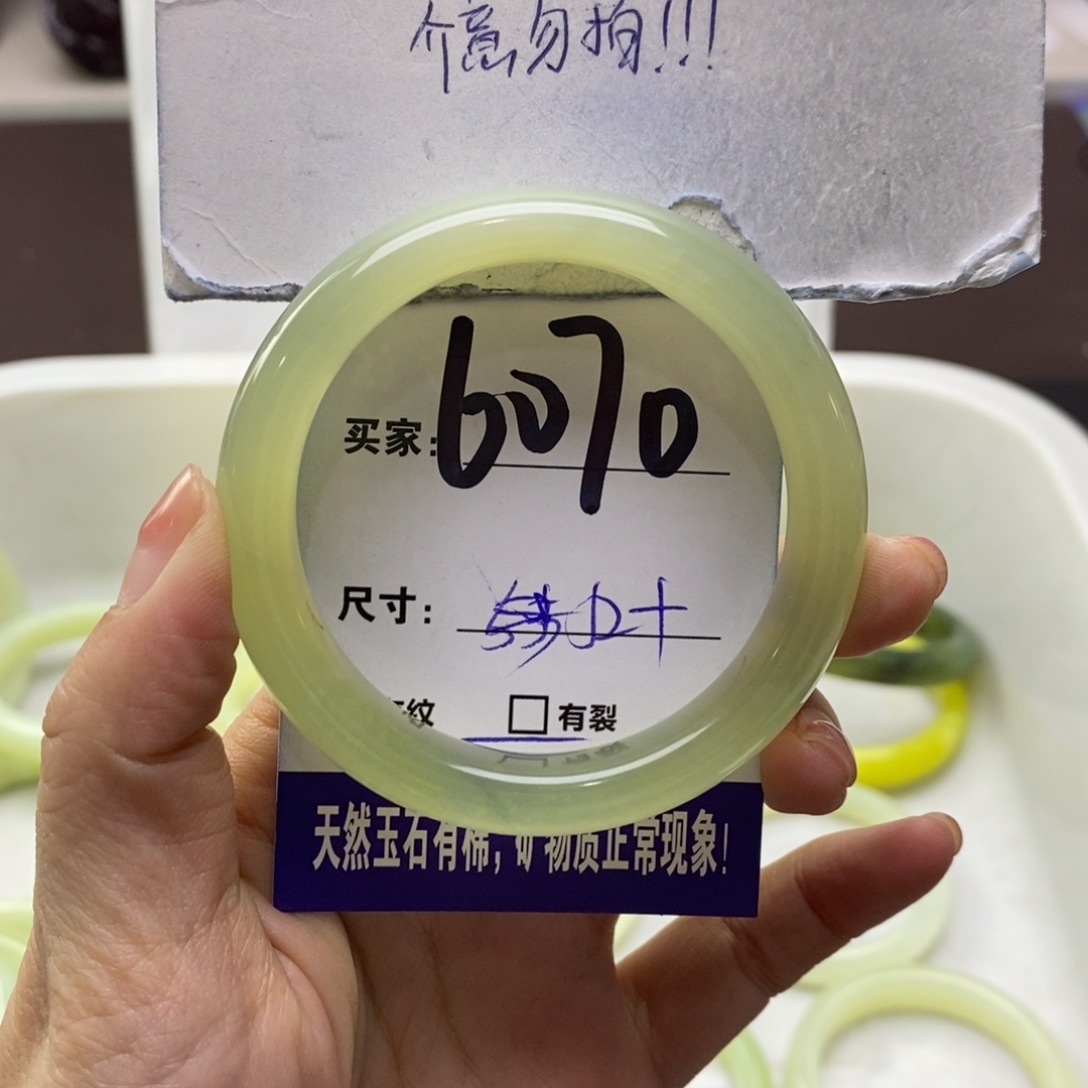 介意勿拍!!!
买家: 6070
尺寸:
纹 □有裂
天然玉石有棉，矿物质正常现象!